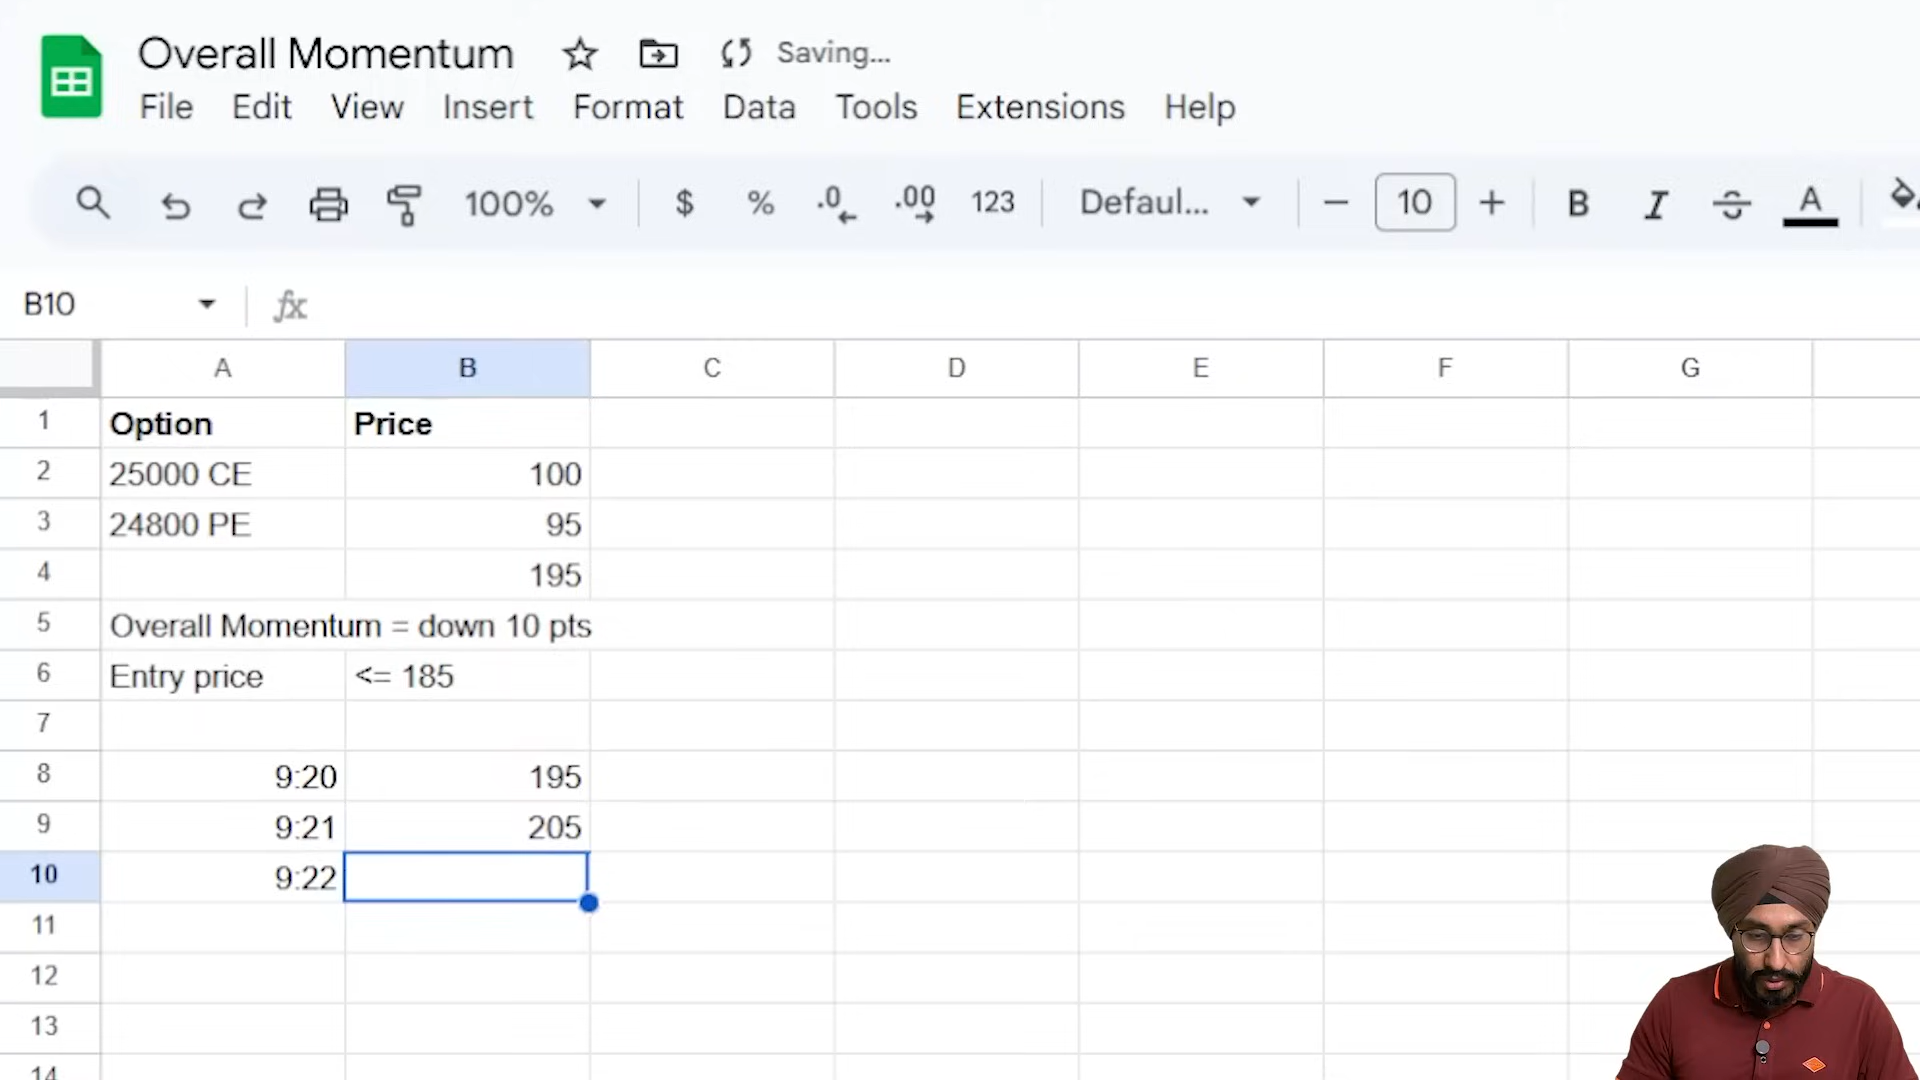 Overall Momentum Saving...
File Edit View Insert Format Data Tools Extensions Help
100% $ % .0 .00 123 Defaul... 10 B I S A
B10 fx
A B C D E F G
1 Option Price
2 25000 CE 100
3 24800 PE 95
4 195
5 Overall Momentum = down 10 pts
6 Entry price <= 185
7
8 9:20 195
9 9:21 205
10 9:22
11
12
13
14